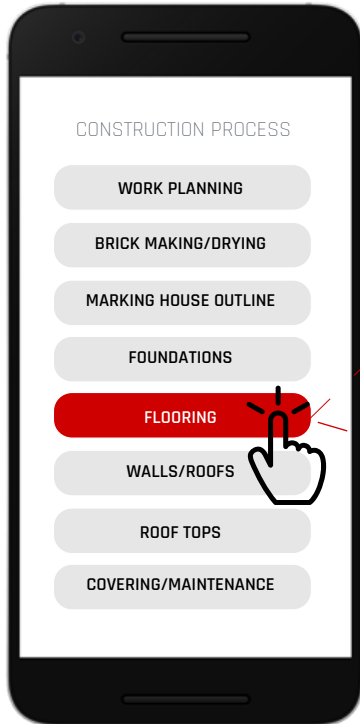 CONSTRUCTION PROCESS
WORK PLANNING
BRICK MAKING/DRYING
MARKING HOUSE OUTLINE
FOUNDATIONS
FLOORING
WALLS/ROOFS
ROOF TOPS
COVERING/MAINTENANCE